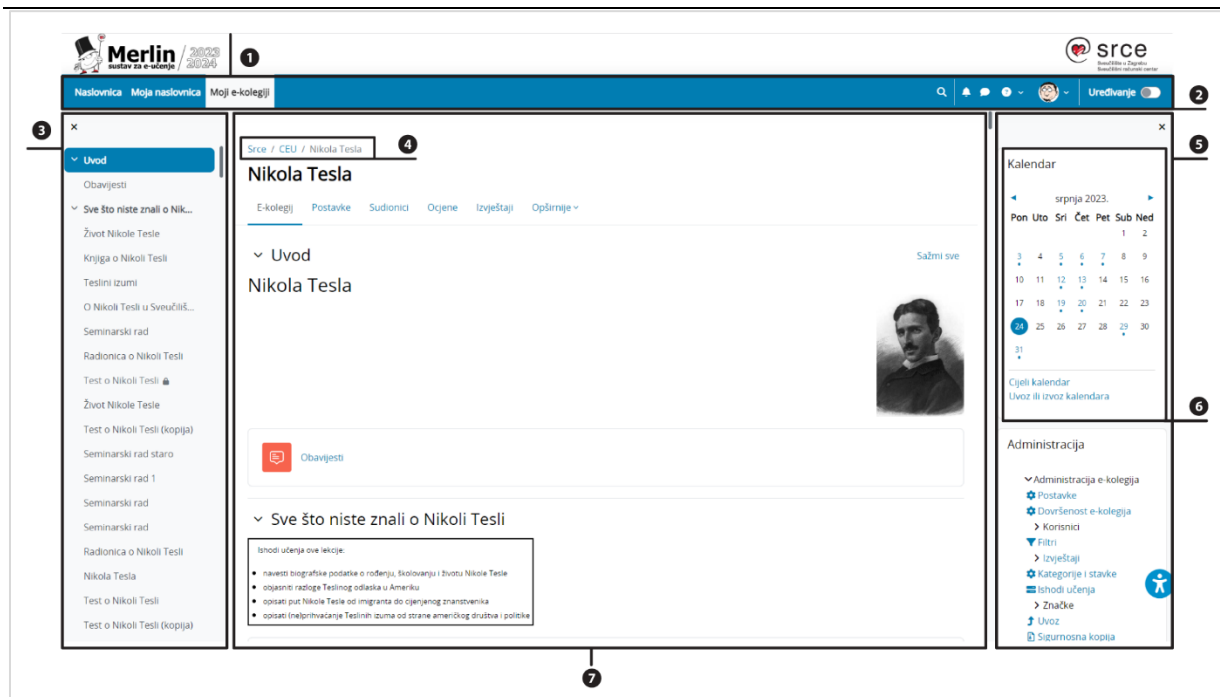 Merlin / 2023 2024
sustav za e-učenje
1
srce
Sveučilište u Zagrebu
Sveučilišni računski centar
Naslovnica Moja naslovnica Moji e-kolegiji
Uređivanje
2
3
× Uvod
Obavijesti
Sve što niste znali o Nik...
Život Nikole Tesle
Knjiga o Nikoli Tesli
Teslini izumi
O Nikoli Tesli u Sveučiliš...
Seminarski rad
Radionica o Nikoli Tesli
Test o Nikoli Tesli
Život Nikole Tesle
Test o Nikoli Tesli (kopija)
Seminarski rad staro
Seminarski rad 1
Seminarski rad
Seminarski rad
Radionica o Nikoli Tesli
Nikola Tesla
Test o Nikoli Tesli
Test o Nikoli Tesli (kopija)
Srce / CEU / Nikola Tesla
4
Nikola Tesla
E-kolegij Postavke Sudionici Ocjene Izvještaji Opširnije
Uvod
Sažmi sve
Nikola Tesla
Obavijesti
Sve što niste znali o Nikoli Tesli
Ishodi učenja ove lekcije:
• navesti biografske podatke o rođenju, školovanju i životu Nikole Tesle
• objasniti razloge Teslinog odlaska u Ameriku
• opisati put Nikole Tesle od imigranta do cijenjenog znanstvenika
• opisati (ne)prihvaćanje Teslinih izuma od strane američkog društva i politike
7
×
5
Kalendar
◄ srpnja 2023. ►
Pon Uto Sri Čet Pet Sub Ned
1 2
3 4 5 6 7 8 9
10 11 12 13 14 15 16
17 18 19 20 21 22 23
24 25 26 27 28 29 30
31
Cijeli kalendar
Uvoz ili izvoz kalendara
6
Administracija
Administracija e-kolegija
Postavke
Dovršenost e-kolegija
Korisnici
Filtri
Izvještaji
Kategorije i stavke
Ishodi učenja
Značke
Uvoz
Sigurnosna kopija